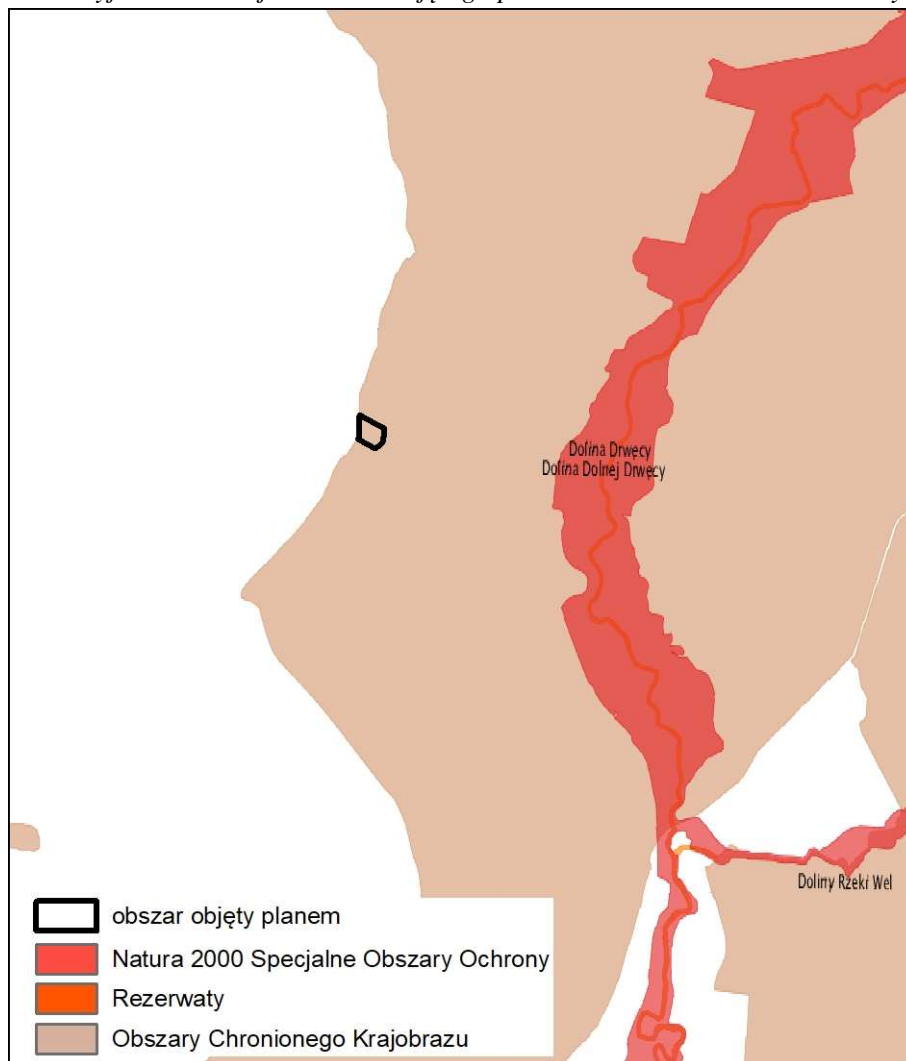 Dolina Drwęcy
Dolina Dolnej Drwęcy
Doliny Rzeki Wel
obszar objęty planem
Natura 2000 Specjalne Obszary Ochrony
Rezerwaty
Obszary Chronionego Krajobrazu